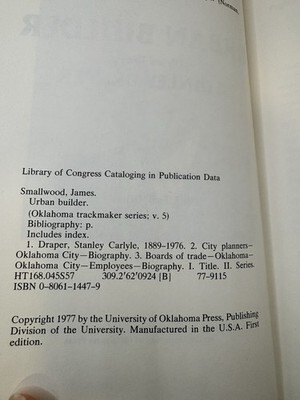 (Norman,
Library of Congress Cataloging in Publication Data
Smallwood, James.
Urban builder.
(Oklahoma trackmaker series; v. 5)
Bibliography: p.
Includes index.
1. Draper, Stanley Carlyle, 1889–1976. 2. City planners–
Oklahoma City—Biography. 3. Boards of trade—Oklahoma–
Oklahoma City—Employees—Biography. I. Title. II. Series.
HT168.045S57 309.2'62'0924 [B] 77-9115
ISBN 0-8061-1447-9
Copyright 1977 by the University of Oklahoma Press, Publishing
Division of the University. Manufactured in the U.S.A. First
edition.